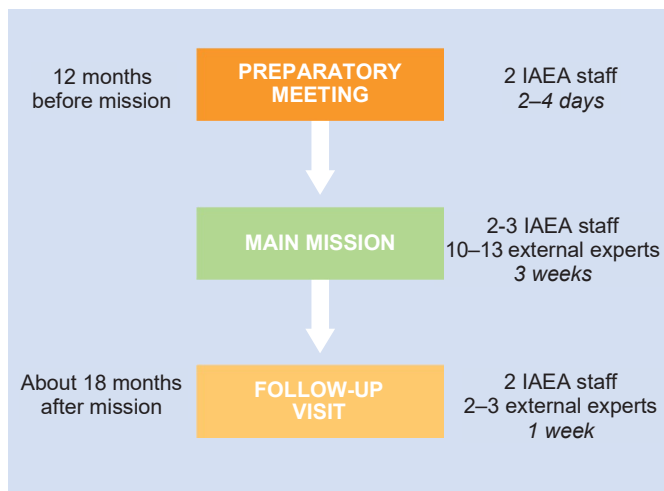 12 months
before mission
PREPARATORY
MEETING
2 IAEA staff
2–4 days
MAIN MISSION
2-3 IAEA staff
10–13 external experts
3 weeks
About 18 months
after mission
FOLLOW-UP
VISIT
2 IAEA staff
2–3 external experts
1 week